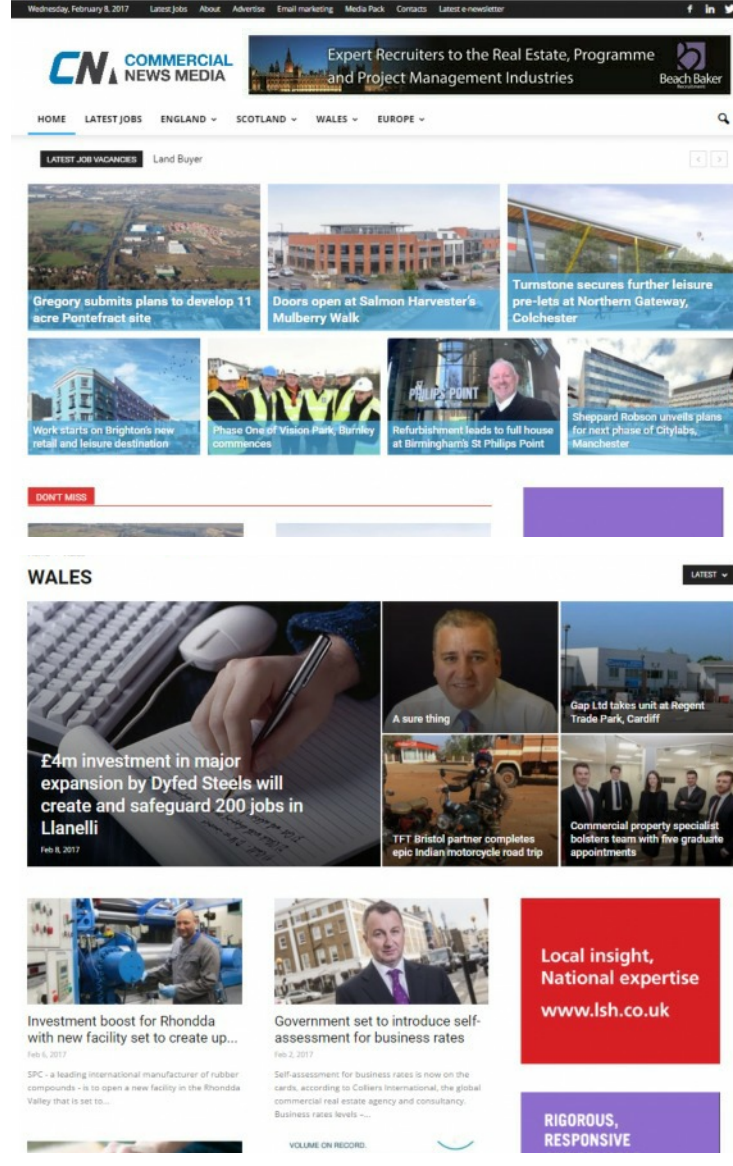 Wednesday, February 8, 2017 Latest Jobs About Advertise Email marketing Media Pack Contacts Latest e-newsletter
CN COMMERCIAL
NEWS MEDIA
Expert Recruiters to the Real Estate, Programme
and Project Management Industries
Beach Baker
Recruitment
HOME LATEST JOBS ENGLAND SCOTLAND WALES EUROPE
LATEST JOB VACANCIES Land Buyer
Gregory submits plans to develop 11
acre Pontefract site
Doors open at Salmon Harvester's
Mulberry Walk
Turnstone secures further leisure
pre-lets at Northern Gateway,
Colchester
Work starts on Brighton's new
retail and leisure destination
Phase One of Vision Park, Burnley
commences
PHILIPS POINT
Refurbishment leads to full house
at Birmingham's St Philips Point
Sheppard Robson unveils plans
for next phase of Citylabs,
Manchester
DON'T MISS
WALES
LATEST
£4m investment in major
expansion by Dyfed Steels will
create and safeguard 200 jobs in
Llanelli
Feb 8, 2017
A sure thing
Gap Ltd takes unit at Regent
Trade Park, Cardiff
TFT Bristol partner completes
epic Indian motorcycle road trip
Commercial property specialist
bolsters team with five graduate
appointments
Investment boost for Rhondda
with new facility set to create up...
Feb 6, 2017
SPC - a leading international manufacturer of rubber
compounds - is to open a new facility in the Rhondda
Valley that is set to...
Government set to introduce self-
assessment for business rates
Feb 2, 2017
Self-assessment for business rates is now on the
cards, according to Colliers International, the global
commercial real estate agency and consultancy.
Business rates levels –...
Local insight,
National expertise
www.lsh.co.uk
VOLUME ON RECORD.
RIGOROUS,
RESPONSIVE